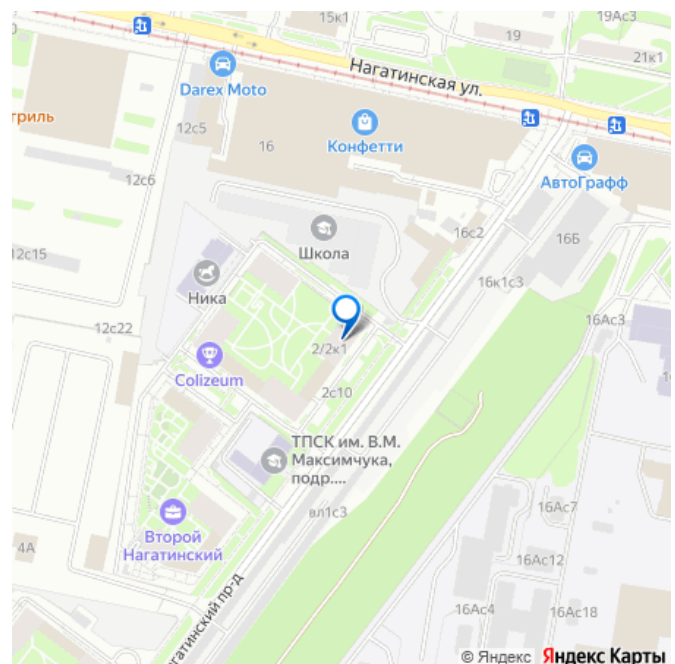 15к1
19Ас3
19
21к1
Нагатинская ул.
Darex Moto
триль
12с5
16
Конфетти
АвтоГрафф
12с6
Школа
16с2
16Б
12с15
Ника
16к1с3
16Ас3
12с22
2/2к1
Colizeum
2с10
ТПСК им. В.М.
Максимчука,
подр....
16Ас7
вл1с3
Второй
Нагатинский
4А
16Ас12
16Ас4
16Ас18
гатинский пр-д
© Яндекс Яндекс Карты